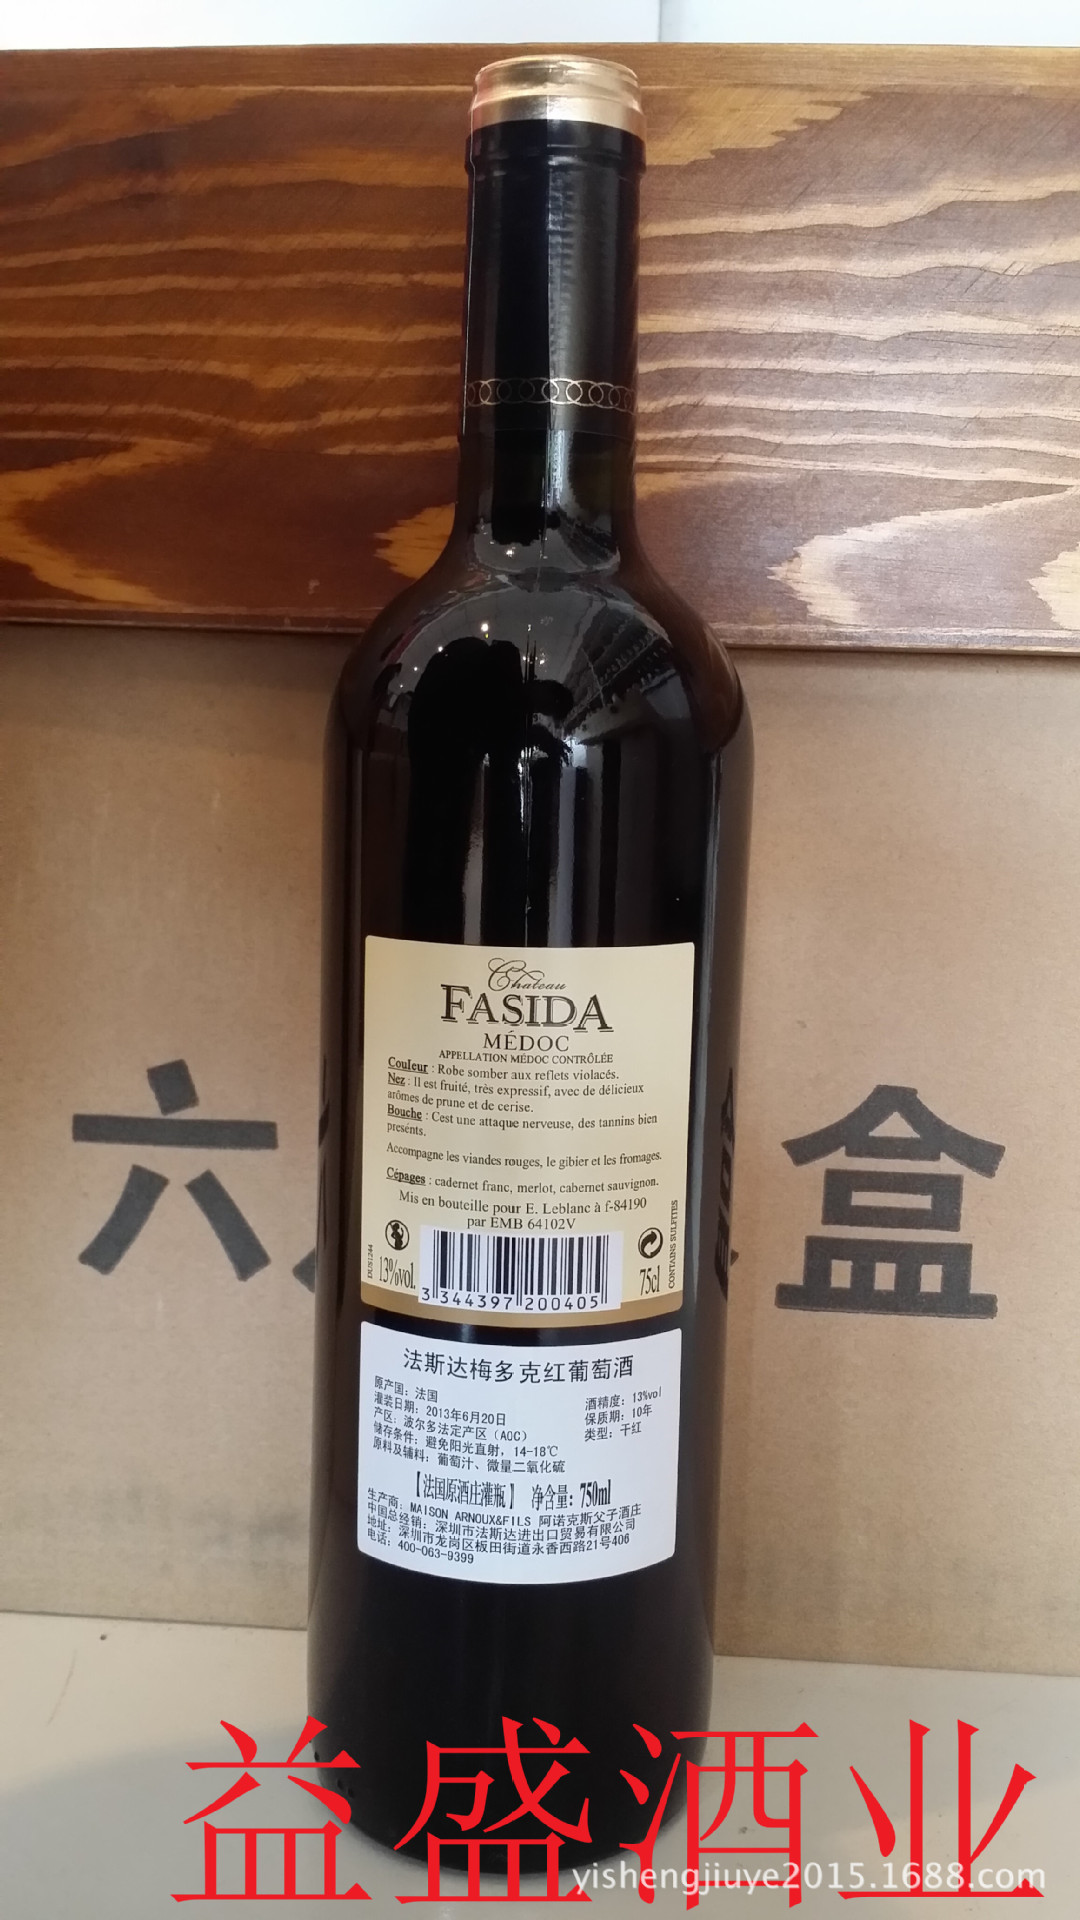 Chateau
FASIDA
MÉDOC
APPELLATION MÉDOC CONTRÔLÉE
Couleur : Robe somber aux reflets violacés.
Nez : Il est fruité, très expressif, avec de délicieux
arômes de prune et de cerise.
Bouche : Cest une attaque nerveuse, des tannins bien
presénts.
Accompagne les viandes rouges, le gibier et les fromages.
Cépages : cadernet franc, merlot, cabernet sauvignon.
Mis en bouteille pour E. Leblanc à f-84190
par EMB 64102V
DUS1244
13%vol.
3 344397 200405
75cl
CONTAINS SULFITES
法斯达梅多克红葡萄酒
原产国：法国
灌装日期：2013年6月20日
产区：波尔多法定产区（AOC）
储存条件：避免阳光直射，14-18℃
原料及辅料：葡萄汁、微量二氧化硫
酒精度：13%vol
保质期：10年
类型：干红
【法国原酒庄灌瓶】 净含量：750ml
生产商：MAISON ARNOUX&FILS 阿诺克斯父子酒庄
中国总经销：深圳市法斯达进出口贸易有限公司
地址：深圳市龙岗区板田街道永香西路21号406
电话：400-063-9399
六
盒
益盛酒业
yishengjiuye2015.1688.com